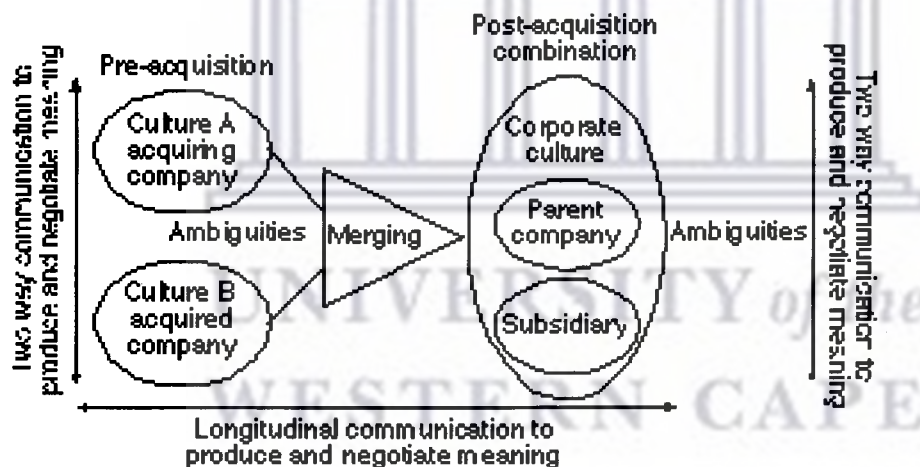 Post-acquisition
combination
Pre-acquisition
Two way communication to
produce and negotiate meaning
Culture A
acquiring
company
Ambiguities
Culture B
acquired
company
Merging
Corporate
culture
Parent
company
Subsidiary
Ambiguities
Two way communication to
produce and negotiate meaning
Longitudinal communication to
produce and negotiate meaning
UNIVERSITY of the
WESTERN CAPE